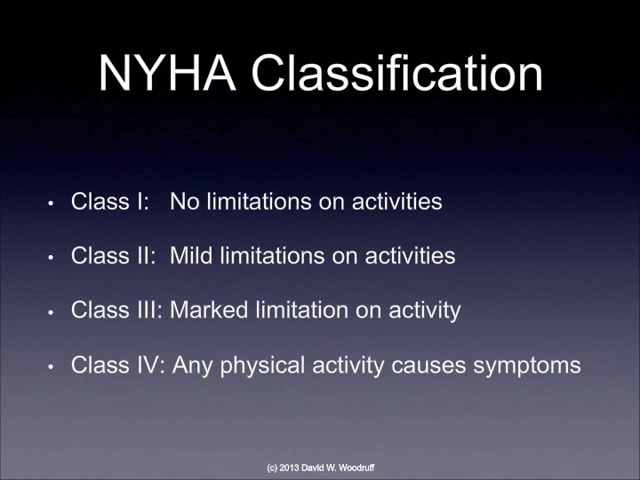 NYHA Classification
• Class I: No limitations on activities
• Class II: Mild limitations on activities
• Class III: Marked limitation on activity
• Class IV: Any physical activity causes symptoms
(c) 2013 David W. Woodruff